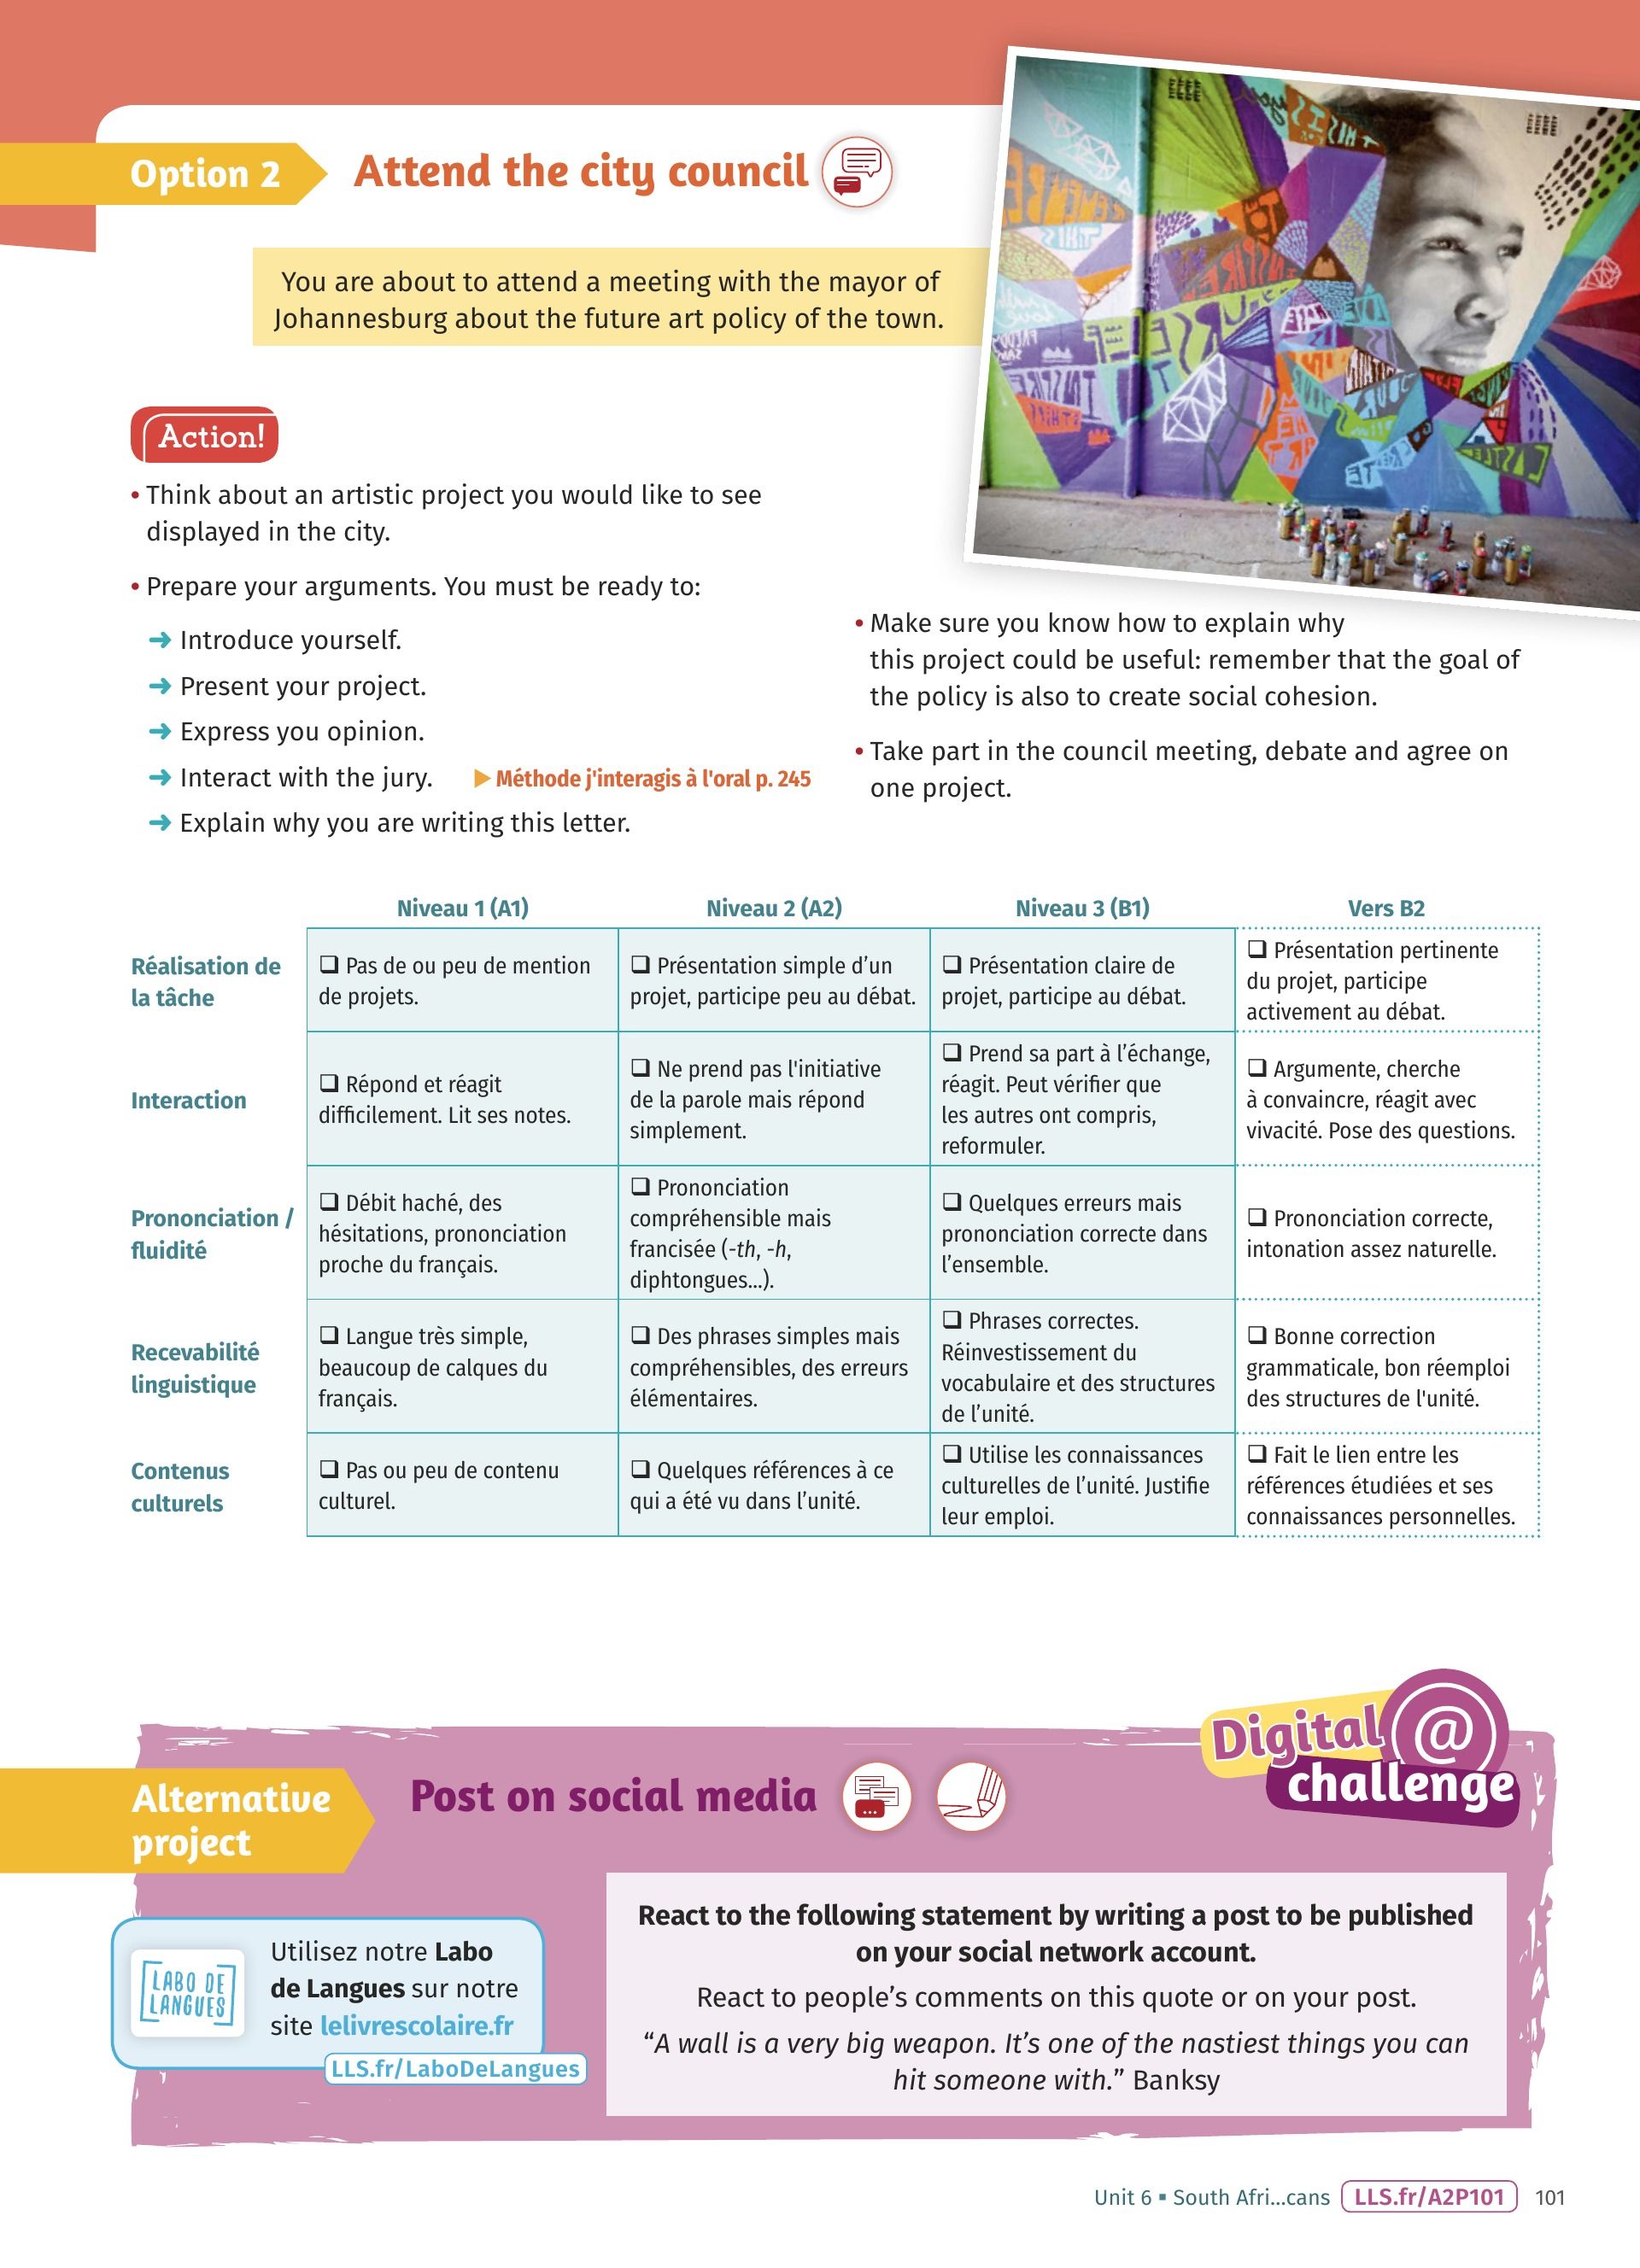 Option 2
Attend the city council
You are about to attend a meeting with the mayor of
Johannesburg about the future art policy of the town.
Action!
• Think about an artistic project you would like to see
displayed in the city.
• Prepare your arguments. You must be ready to:
➜ Introduce yourself.
➜ Present your project.
➜ Express you opinion.
➜ Interact with the jury. ▶ Méthode j'interagis à l'oral p. 245
➜ Explain why you are writing this letter.
• Make sure you know how to explain why
this project could be useful: remember that the goal of
the policy is also to create social cohesion.
• Take part in the council meeting, debate and agree on
one project.
Niveau 1 (A1) Niveau 2 (A2) Niveau 3 (B1) Vers B2
Réalisation de
la tâche
❑ Pas de ou peu de mention
de projets.
❑ Présentation simple d’un
projet, participe peu au débat.
❑ Présentation claire de
projet, participe au débat.
❑ Présentation pertinente
du projet, participe
activement au débat.
Interaction
❑ Répond et réagit
difficilement. Lit ses notes.
❑ Ne prend pas l'initiative
de la parole mais répond
simplement.
❑ Prend sa part à l’échange,
réagit. Peut vérifier que
les autres ont compris,
reformuler.
❑ Argumente, cherche
à convaincre, réagit avec
vivacité. Pose des questions.
Prononciation /
fluidité
❑ Débit haché, des
hésitations, prononciation
proche du français.
❑ Prononciation
compréhensible mais
francisée (-th, -h,
diphtongues...).
❑ Quelques erreurs mais
prononciation correcte dans
l’ensemble.
❑ Prononciation correcte,
intonation assez naturelle.
Recevabilité
linguistique
❑ Langue très simple,
beaucoup de calques du
français.
❑ Des phrases simples mais
compréhensibles, des erreurs
élémentaires.
❑ Phrases correctes.
Réinvestissement du
vocabulaire et des structures
de l’unité.
❑ Bonne correction
grammaticale, bon réemploi
des structures de l'unité.
Contenus
culturels
❑ Pas ou peu de contenu
culturel.
❑ Quelques références à ce
qui a été vu dans l’unité.
❑ Utilise les connaissances
culturelles de l’unité. Justifie
leur emploi.
❑ Fait le lien entre les
références étudiées et ses
connaissances personnelles.
Digital @
challenge
Alternative
project
Post on social media
LABO DE
LANGUES
Utilisez notre Labo
de Langues sur notre
site lelivrescolaire.fr
LLS.fr/LaboDeLangues
React to the following statement by writing a post to be published
on your social network account.
React to people’s comments on this quote or on your post.
“A wall is a very big weapon. It’s one of the nastiest things you can
hit someone with.” Banksy
Unit 6 ▪ South Afri...cans LLS.fr/A2P101 101